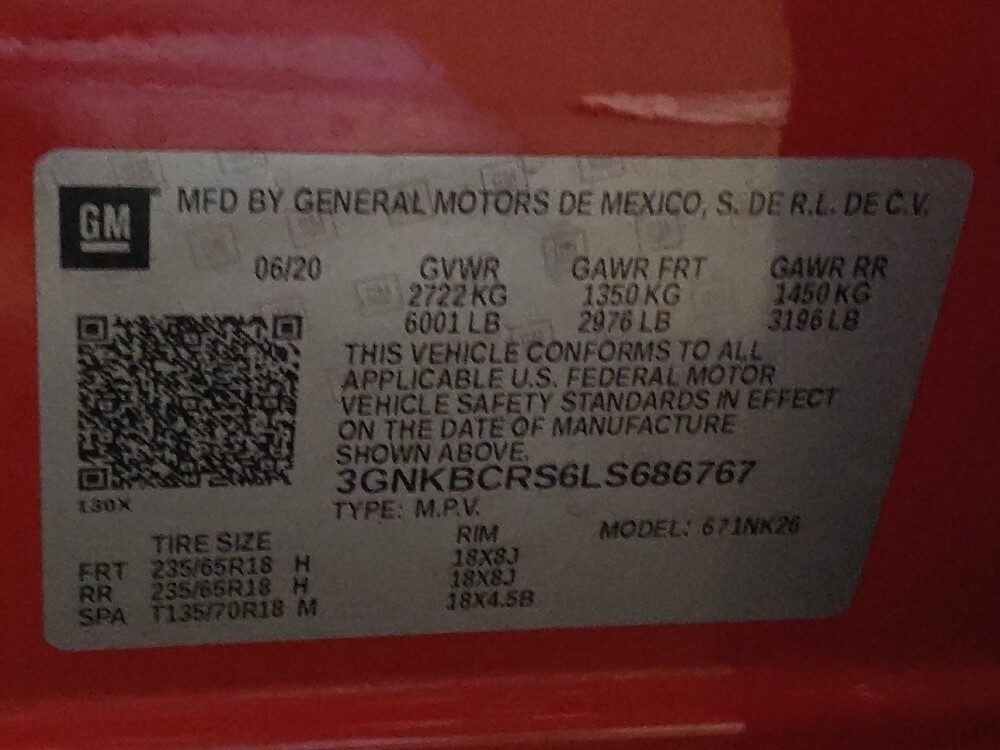 GM MFD BY GENERAL MOTORS DE MEXICO, S. DE R.L. DE C.V.
06/20 GVWR GAWR FRT GAWR RR
2722 KG 1350 KG 1450 KG
6001 LB 2976 LB 3196 LB
THIS VEHICLE CONFORMS TO ALL
APPLICABLE U.S. FEDERAL MOTOR
VEHICLE SAFETY STANDARDS IN EFFECT
ON THE DATE OF MANUFACTURE
SHOWN ABOVE.
3GNKBCRS6LS686767
TYPE: M.P.V. MODEL: 671NK26
130X
TIRE SIZE RIM
FRT 235/65R18 H 18X8J
RR 235/65R18 H 18X8J
SPA T135/70R18 M 18X4.5B